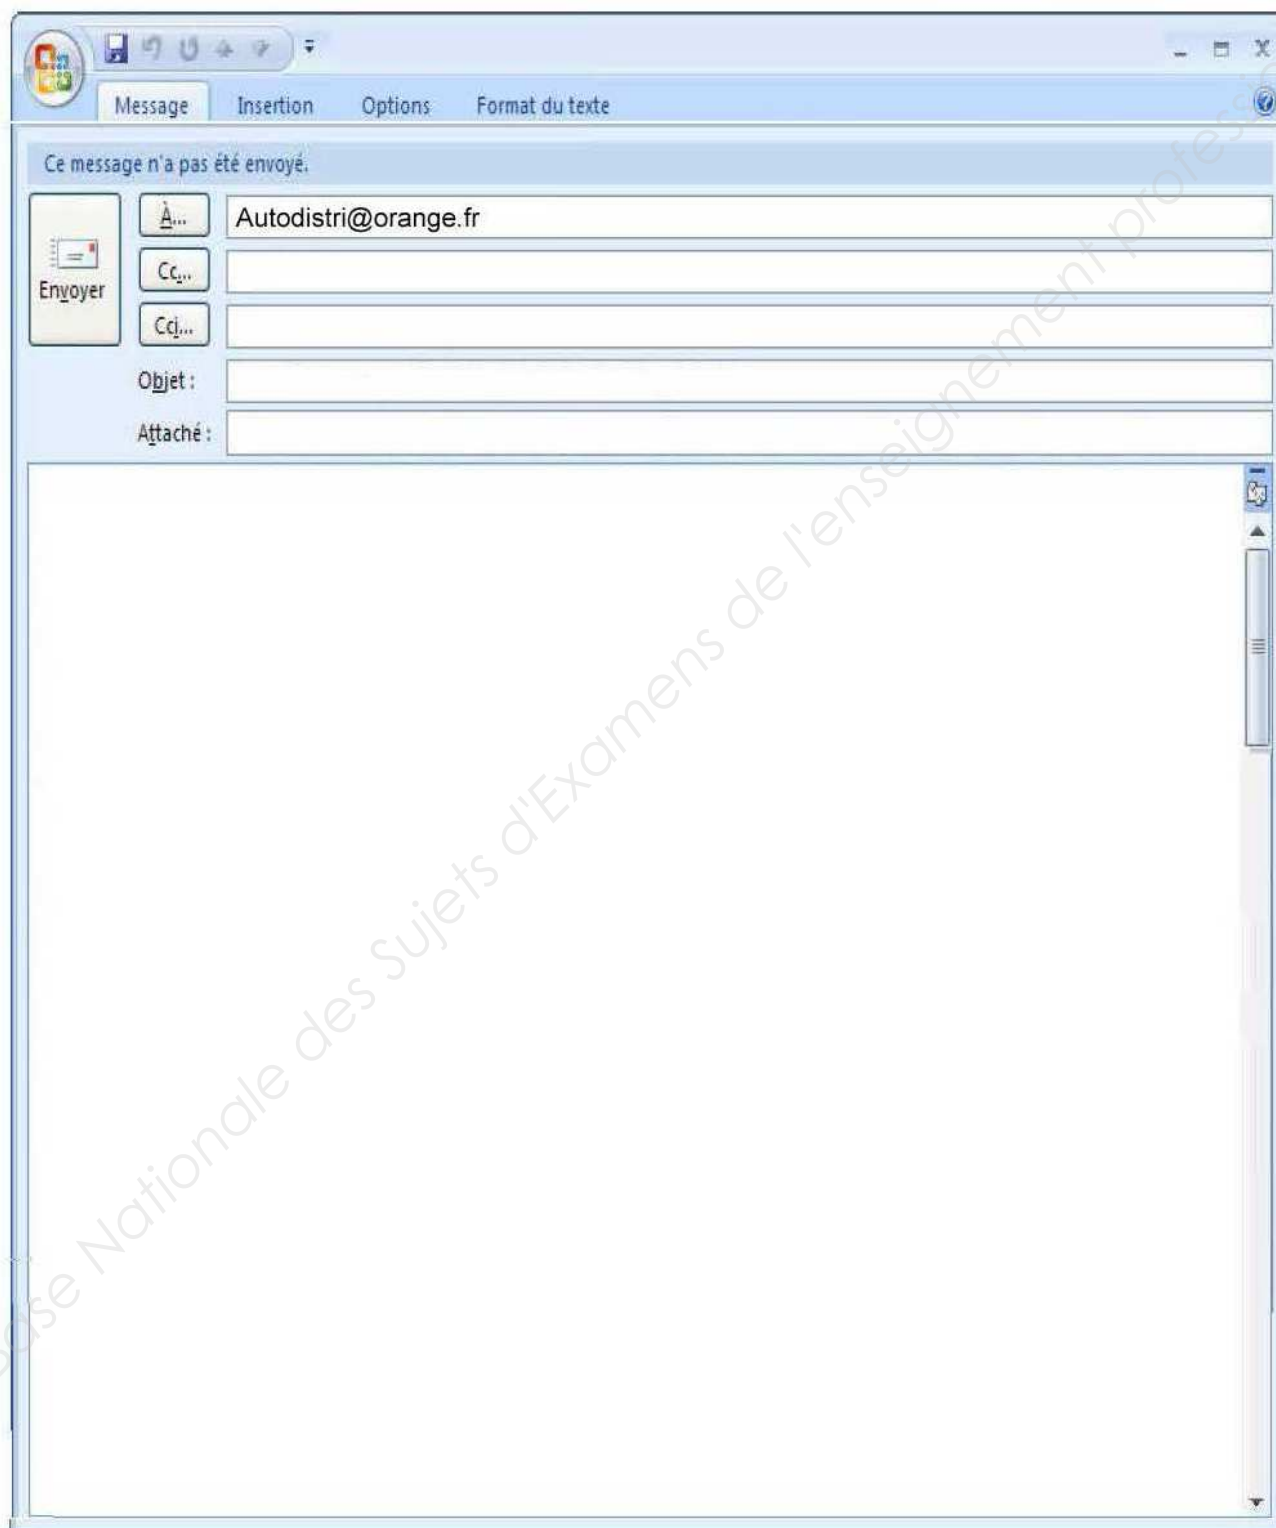 Message Insertion Options Format du texte
Ce message n'a pas été envoyé.
À... Autodistri@orange.fr
Envoyer
Cc...
Cci...
Objet :
Attaché :
Base Nationale des Sujets d'Examens de l'enseignement professio